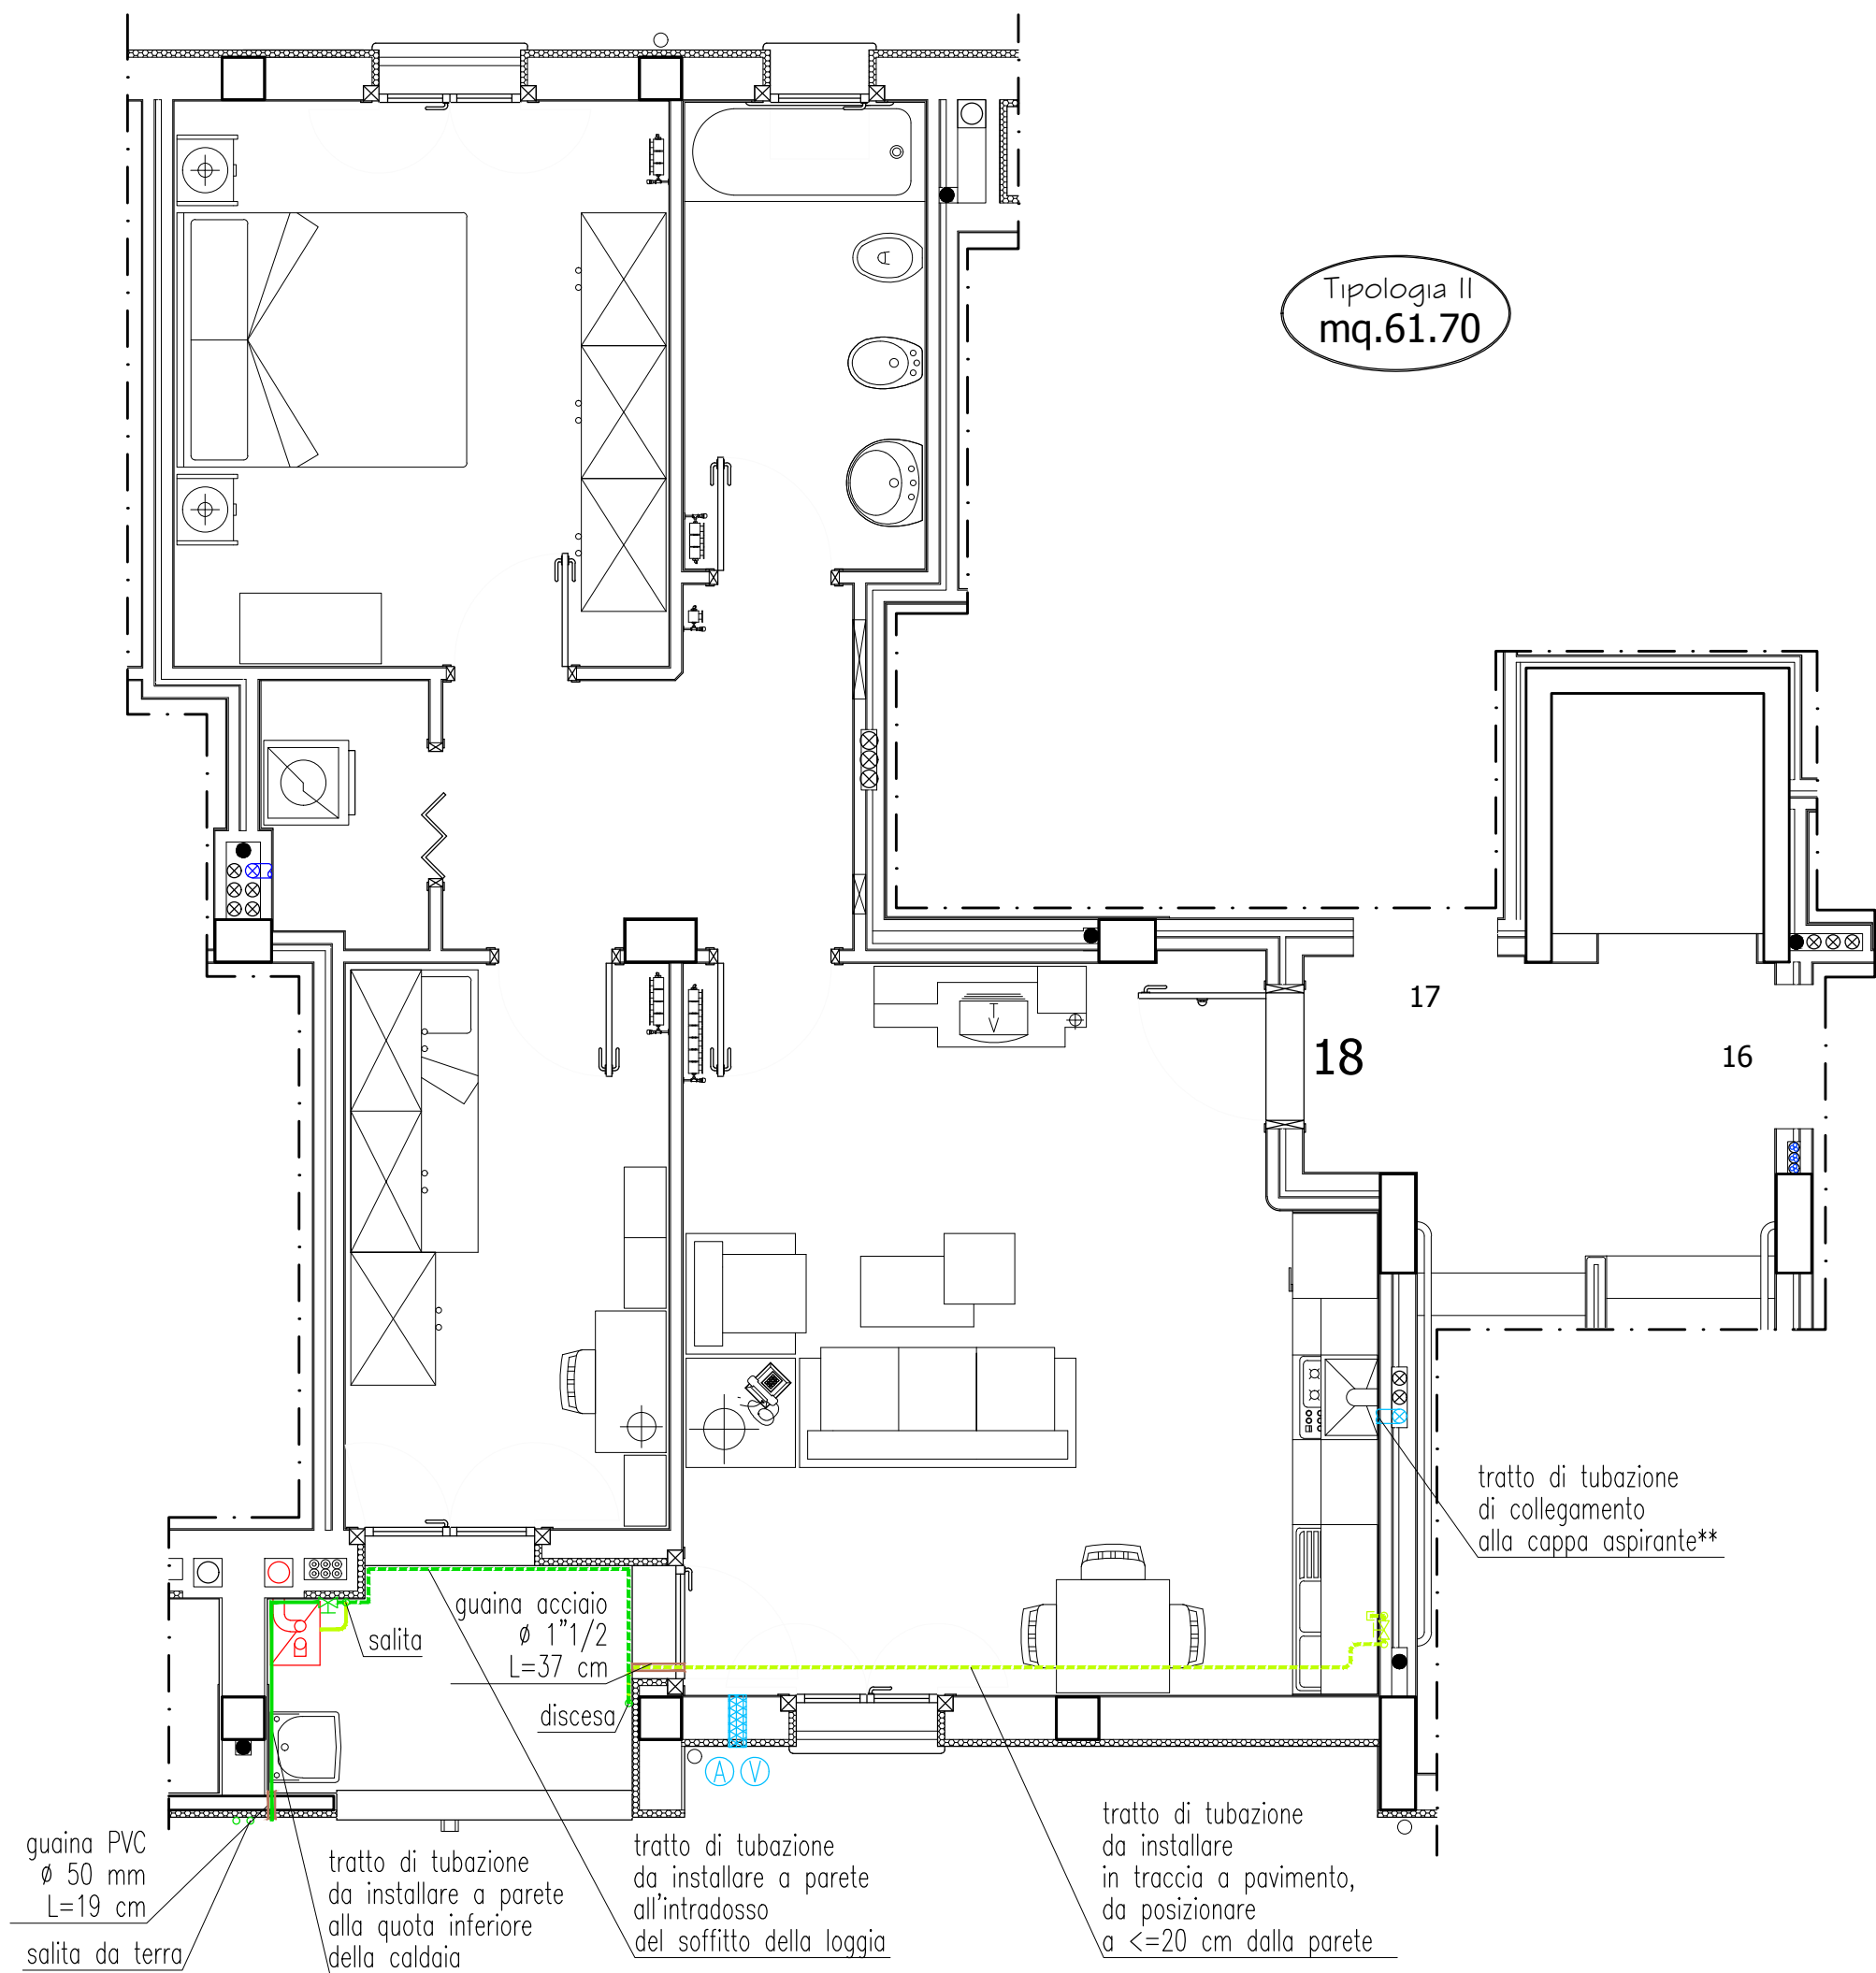 Tipologia II
mq.61.70
17
18
16
tratto di tubazione
di collegamento
alla cappa aspirante**
guaina acciaio
ø 1"1/2
L=37 cm
salita
discesa
A V
guaina PVC
ø 50 mm
L=19 cm
salita da terra
tratto di tubazione
da installare a parete
alla quota inferiore
della caldaia
tratto di tubazione
da installare a parete
all'intradosso
del soffitto della loggia
tratto di tubazione
da installare
in traccia a pavimento,
da posizionare
a <=20 cm dalla parete